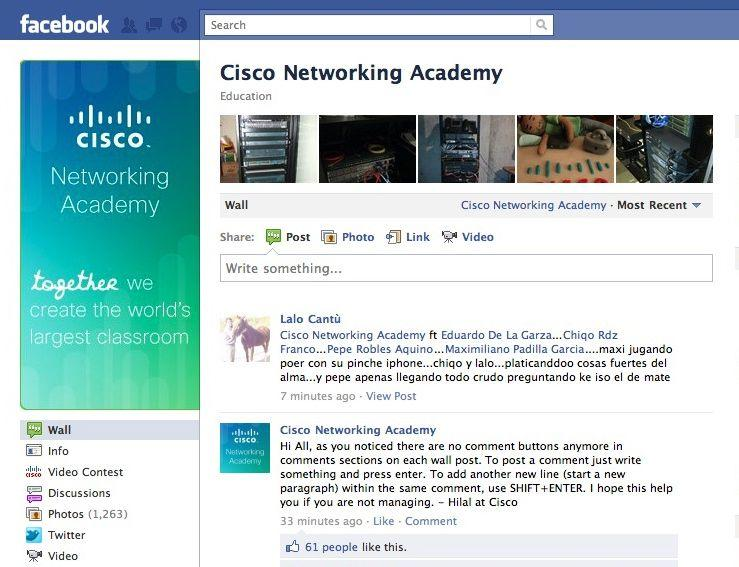 facebook
Search
CISCO
Networking
Academy
together we
create the world's
largest classroom
Wall
Info
Video Contest
Discussions
Photos (1,263)
Twitter
Video
Cisco Networking Academy
Education
Wall
Cisco Networking Academy · Most Recent
Share: Post Photo Link Video
Write something...
Lalo Cantù
Cisco Networking Academy ft Eduardo De La Garza...Chiqo Rdz
Franco...Pepe Robles Aquino...Maximiliano Padilla Garcia....maxi jugando
poer con su pinche iphone...chiqo y lalo...platicanddoo cosas fuertes del
alma...y pepe apenas llegando todo crudo preguntando ke iso el de mate
7 minutes ago · View Post
CISCO
Networking
Academy
Cisco Networking Academy
Hi All, as you noticed there are no comment buttons anymore in
comments sections on each wall post. To post a comment just write
something and press enter. To add another new line (start a new
paragraph) within the same comment, use SHIFT+ENTER. I hope this help
you if you are not managing. - Hilal at Cisco
33 minutes ago · Like · Comment
61 people like this.